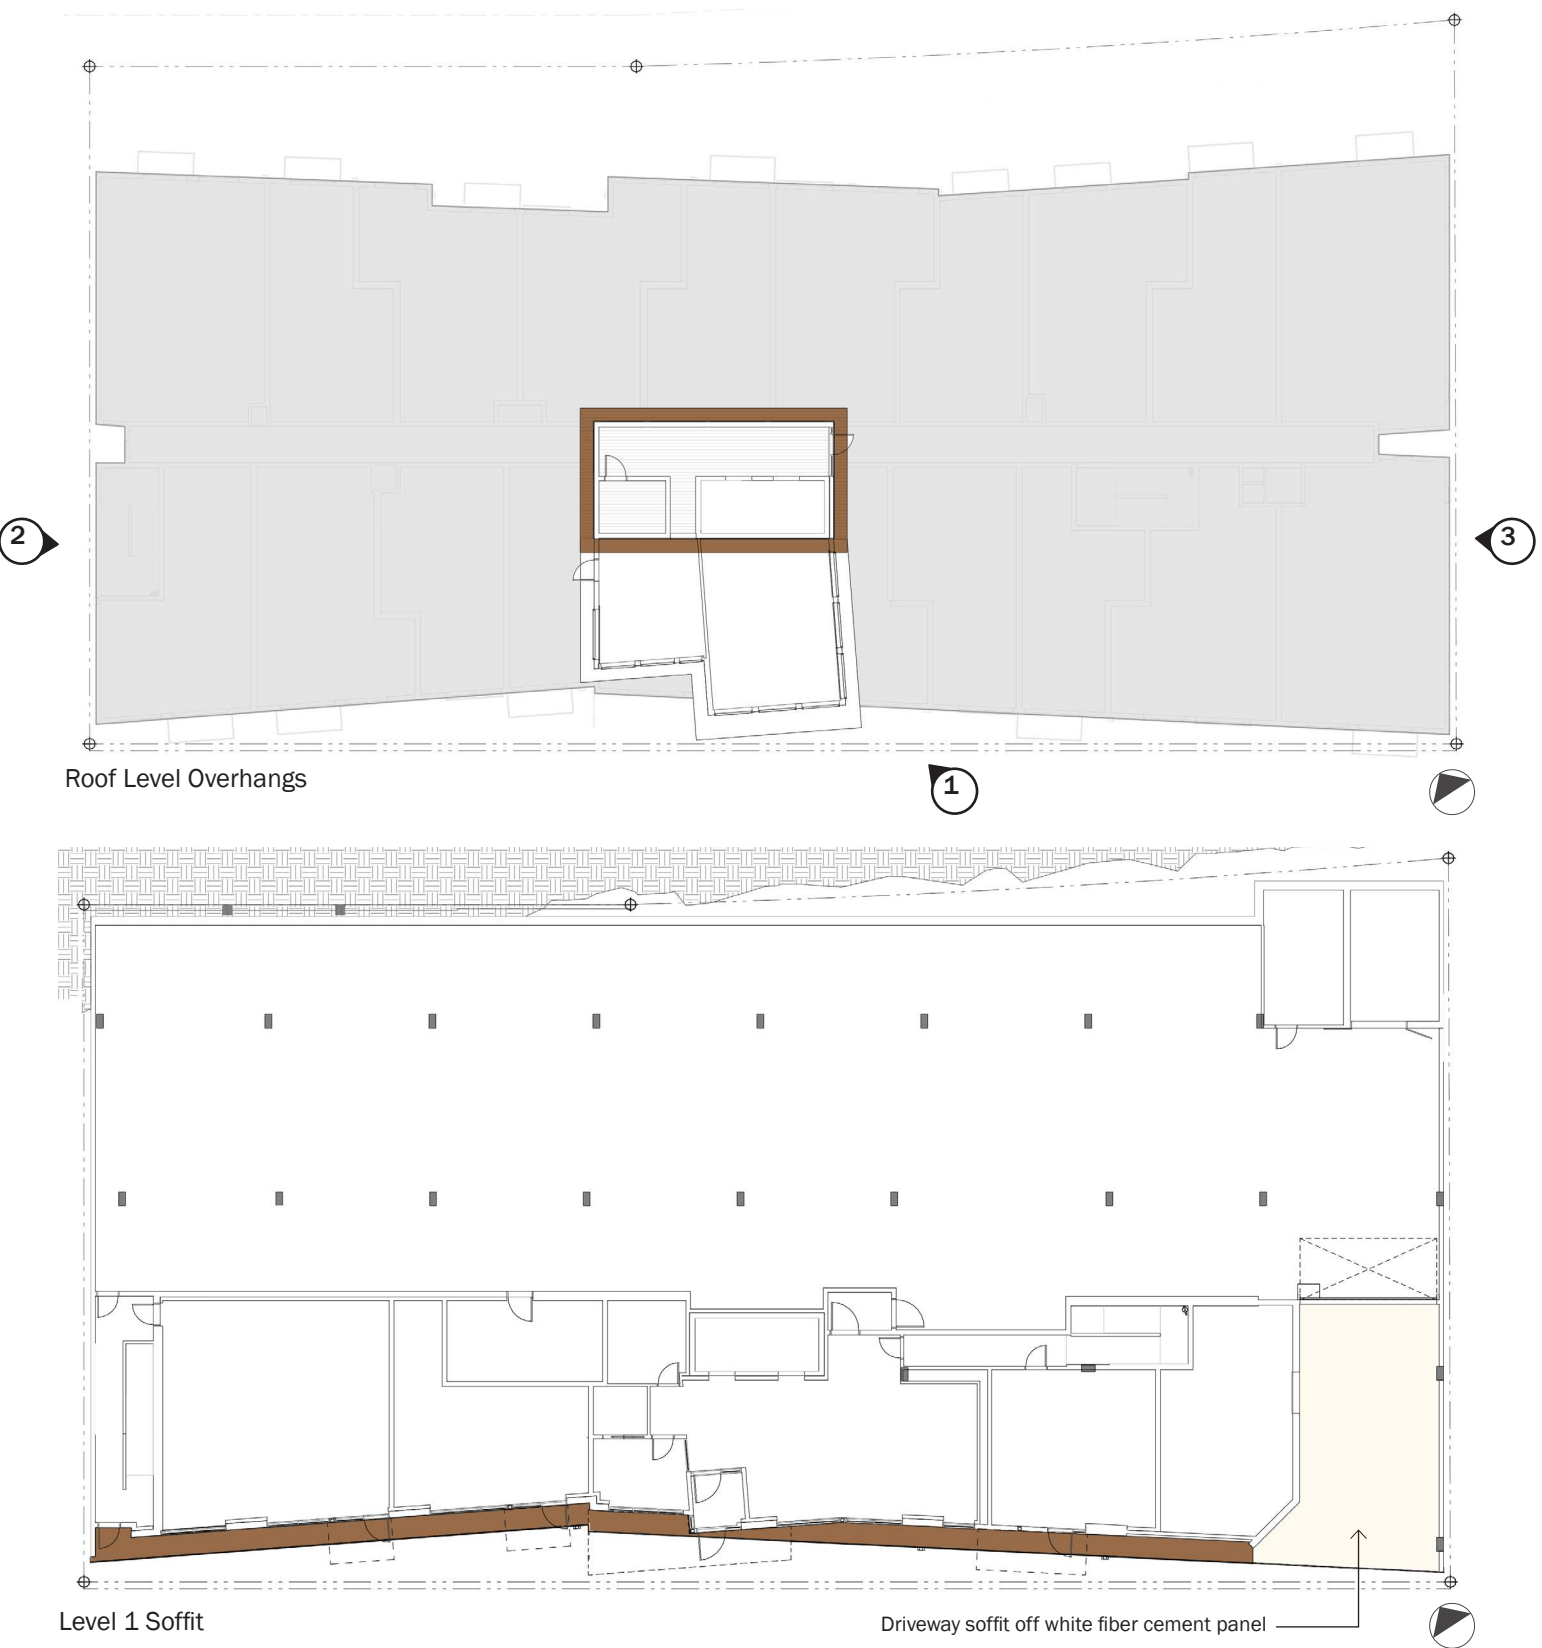 2
3
Roof Level Overhangs
1
Level 1 Soffit
Driveway soffit off white fiber cement panel